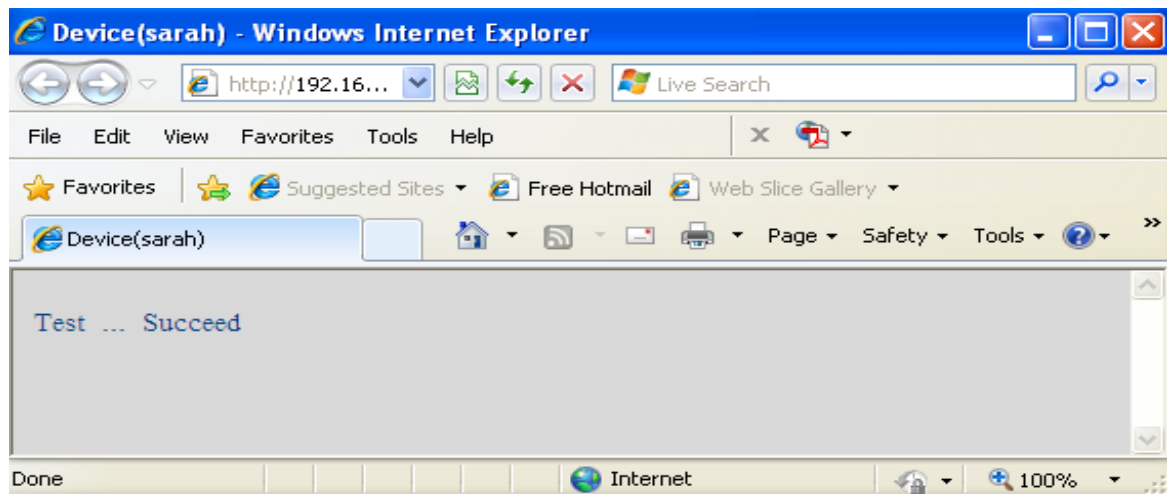 Device(sarah) - Windows Internet Explorer
http://192.16... Live Search
File Edit View Favorites Tools Help
Favorites Suggested Sites Free Hotmail Web Slice Gallery
Device(sarah) Page Safety Tools
Test ... Succeed
Done Internet 100%